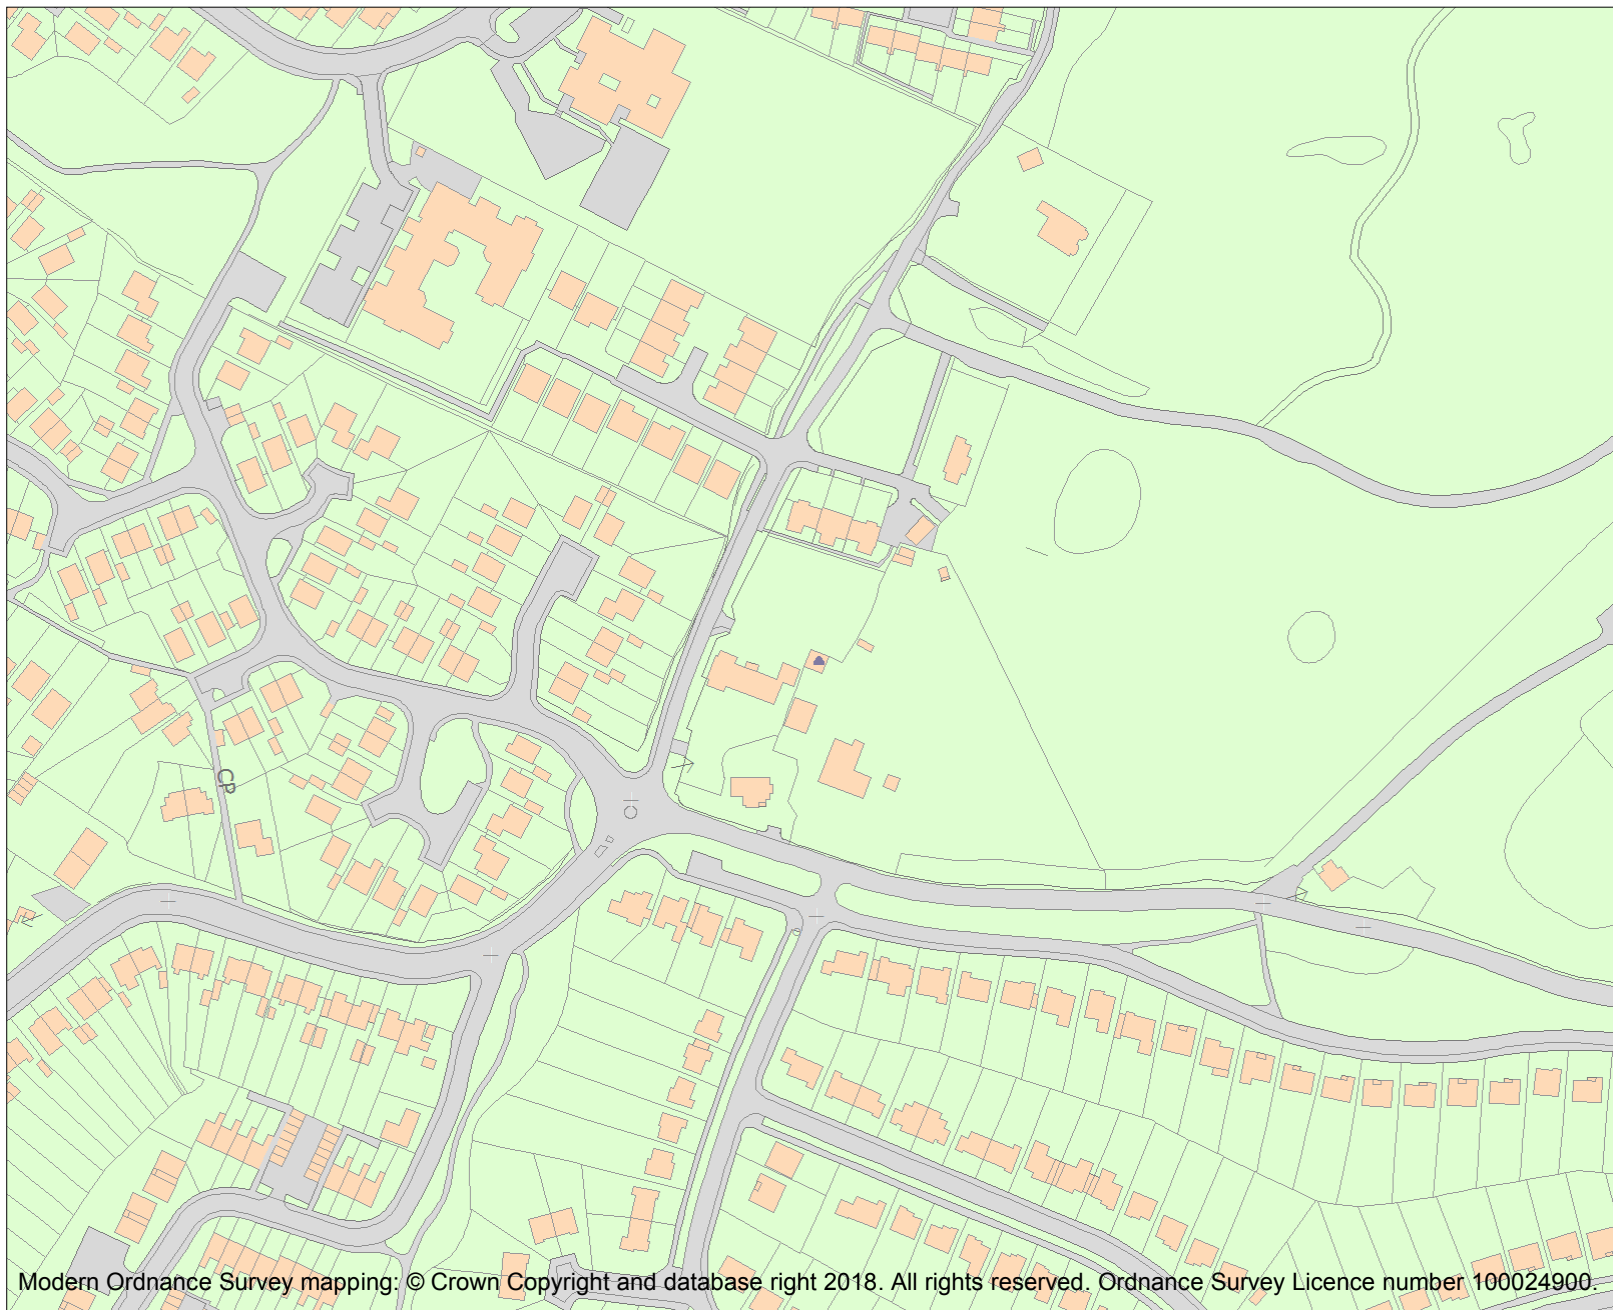 CP
Modern Ordnance Survey mapping: © Crown Copyright and database right 2018. All rights reserved. Ordnance Survey Licence number 100024900.